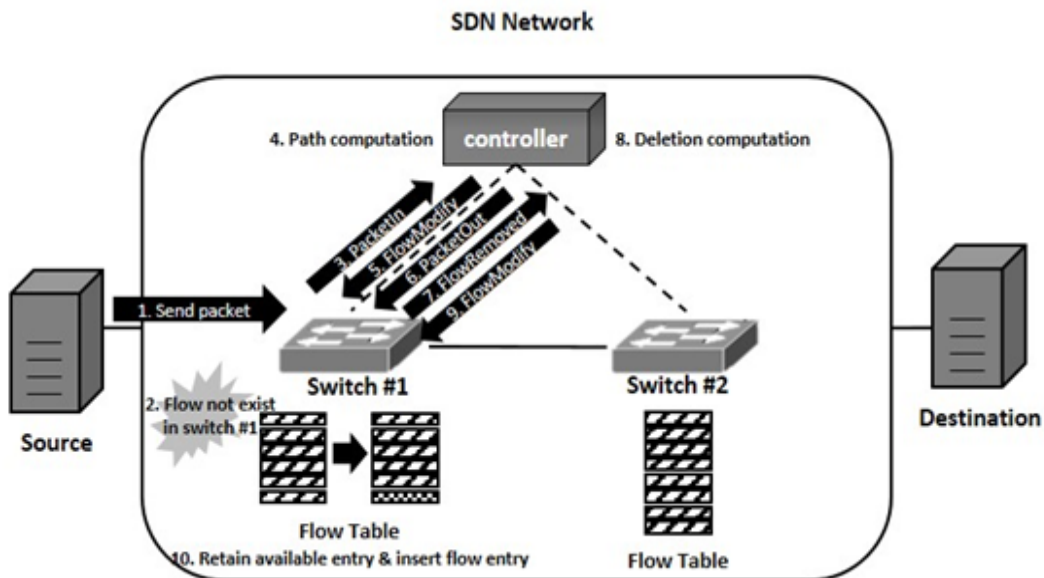 SDN Network
4. Path computation
controller
8. Deletion computation
3. PacketIn
5. FlowModify
6. PacketOut
7. FlowRemoved
9. FlowModify
1. Send packet
Switch #1
Switch #2
2. Flow not exist
in switch #1
Source
Destination
Flow Table
10. Retain available entry & insert flow entry
Flow Table